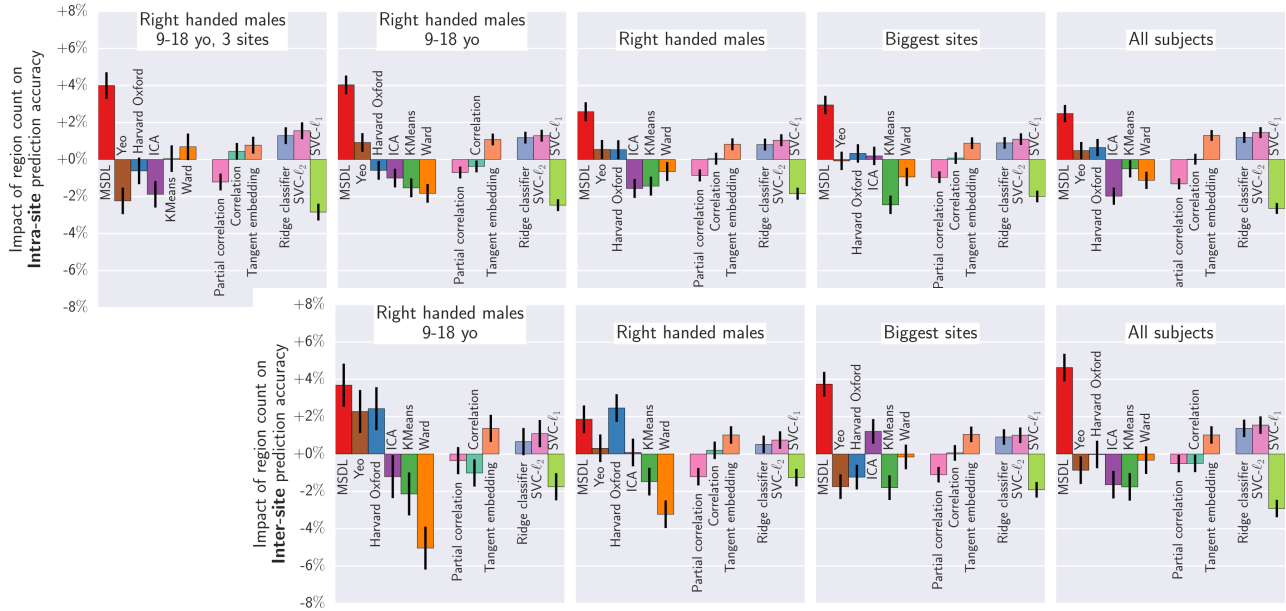 Impact of region count on
Intra-site prediction accuracy
+8%
+6%
+4%
+2%
+0%
-2%
-4%
-6%
-8%
Right handed males
9-18 yo, 3 sites
MSDL
Yeo
Harvard Oxford
ICA
KMeans
Ward
Partial correlation
Correlation
Tangent embedding
Ridge classifier
SVC-ℓ2
SVC-ℓ1
Right handed males
9-18 yo
MSDL
Yeo
Harvard Oxford
ICA
KMeans
Ward
Partial correlation
Correlation
Tangent embedding
Ridge classifier
SVC-ℓ2
SVC-ℓ1
Right handed males
MSDL
Yeo
Harvard Oxford
ICA
KMeans
Ward
Partial correlation
Correlation
Tangent embedding
Ridge classifier
SVC-ℓ2
SVC-ℓ1
Biggest sites
MSDL
Yeo
Harvard Oxford
ICA
KMeans
Ward
Partial correlation
Correlation
Tangent embedding
Ridge classifier
SVC-ℓ2
SVC-ℓ1
All subjects
MSDL
Yeo
Harvard Oxford
ICA
KMeans
Ward
Partial correlation
Correlation
Tangent embedding
Ridge classifier
SVC-ℓ2
SVC-ℓ1
Impact of region count on
Inter-site prediction accuracy
+8%
+6%
+4%
+2%
+0%
-2%
-4%
-6%
-8%
Right handed males
9-18 yo
MSDL
Yeo
Harvard Oxford
ICA
KMeans
Ward
Partial correlation
Correlation
Tangent embedding
Ridge classifier
SVC-ℓ2
SVC-ℓ1
Right handed males
MSDL
Yeo
Harvard Oxford
ICA
KMeans
Ward
Partial correlation
Correlation
Tangent embedding
Ridge classifier
SVC-ℓ2
SVC-ℓ1
Biggest sites
MSDL
Yeo
Harvard Oxford
ICA
KMeans
Ward
Partial correlation
Correlation
Tangent embedding
Ridge classifier
SVC-ℓ2
SVC-ℓ1
All subjects
MSDL
Yeo
Harvard Oxford
ICA
KMeans
Ward
Partial correlation
Correlation
Tangent embedding
Ridge classifier
SVC-ℓ2
SVC-ℓ1